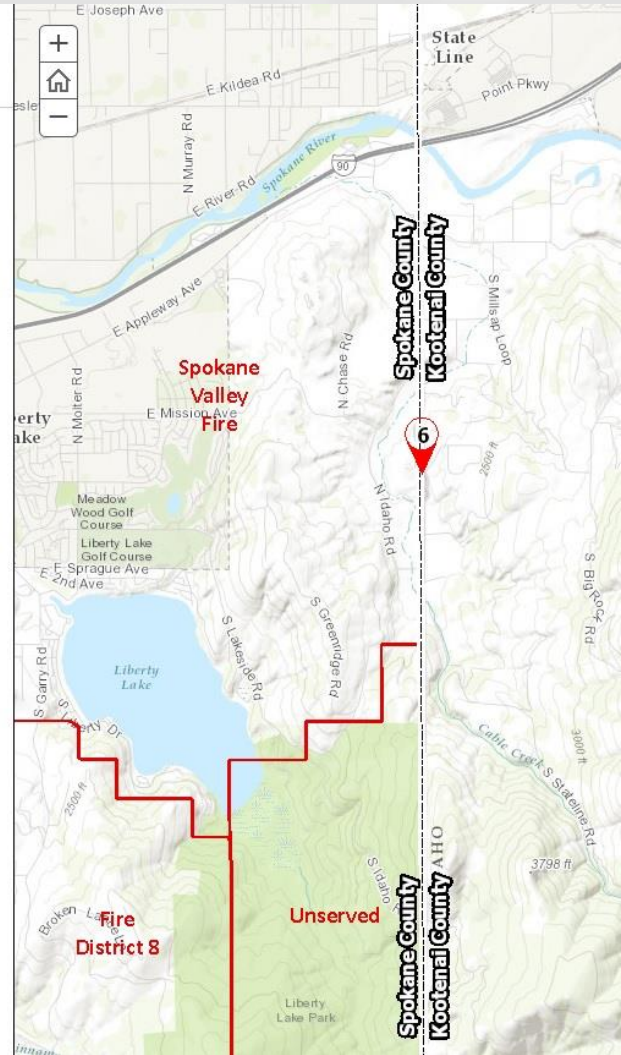 E Joseph Ave
+
−
State
Line
E Kildea Rd
Point Pkwy
N Murray Rd
Spokane River
90
E River Rd
Spokane County
Kootenai County
S Millsap Loop
E Appleway Ave
N Chase Rd
Spokane
Valley
Fire
N Molter Rd
E Mission Ave
6
2500 ft
Meadow
Wood Golf
Course
Liberty Lake
Golf Course
N Idaho Rd
E Sprague Ave
E 2nd Ave
S Big Rock Rd
S Greenridge Rd
S Lakeside Rd
Liberty
Lake
S Garry Rd
S Liberty Dr
Cable Creek
3000 ft
S Stateline Rd
2500 ft
AHO
3798 ft
S Idaho
Broken
Fire
District 8
Unserved
Spokane County
Kootenai County
Liberty
Lake Park